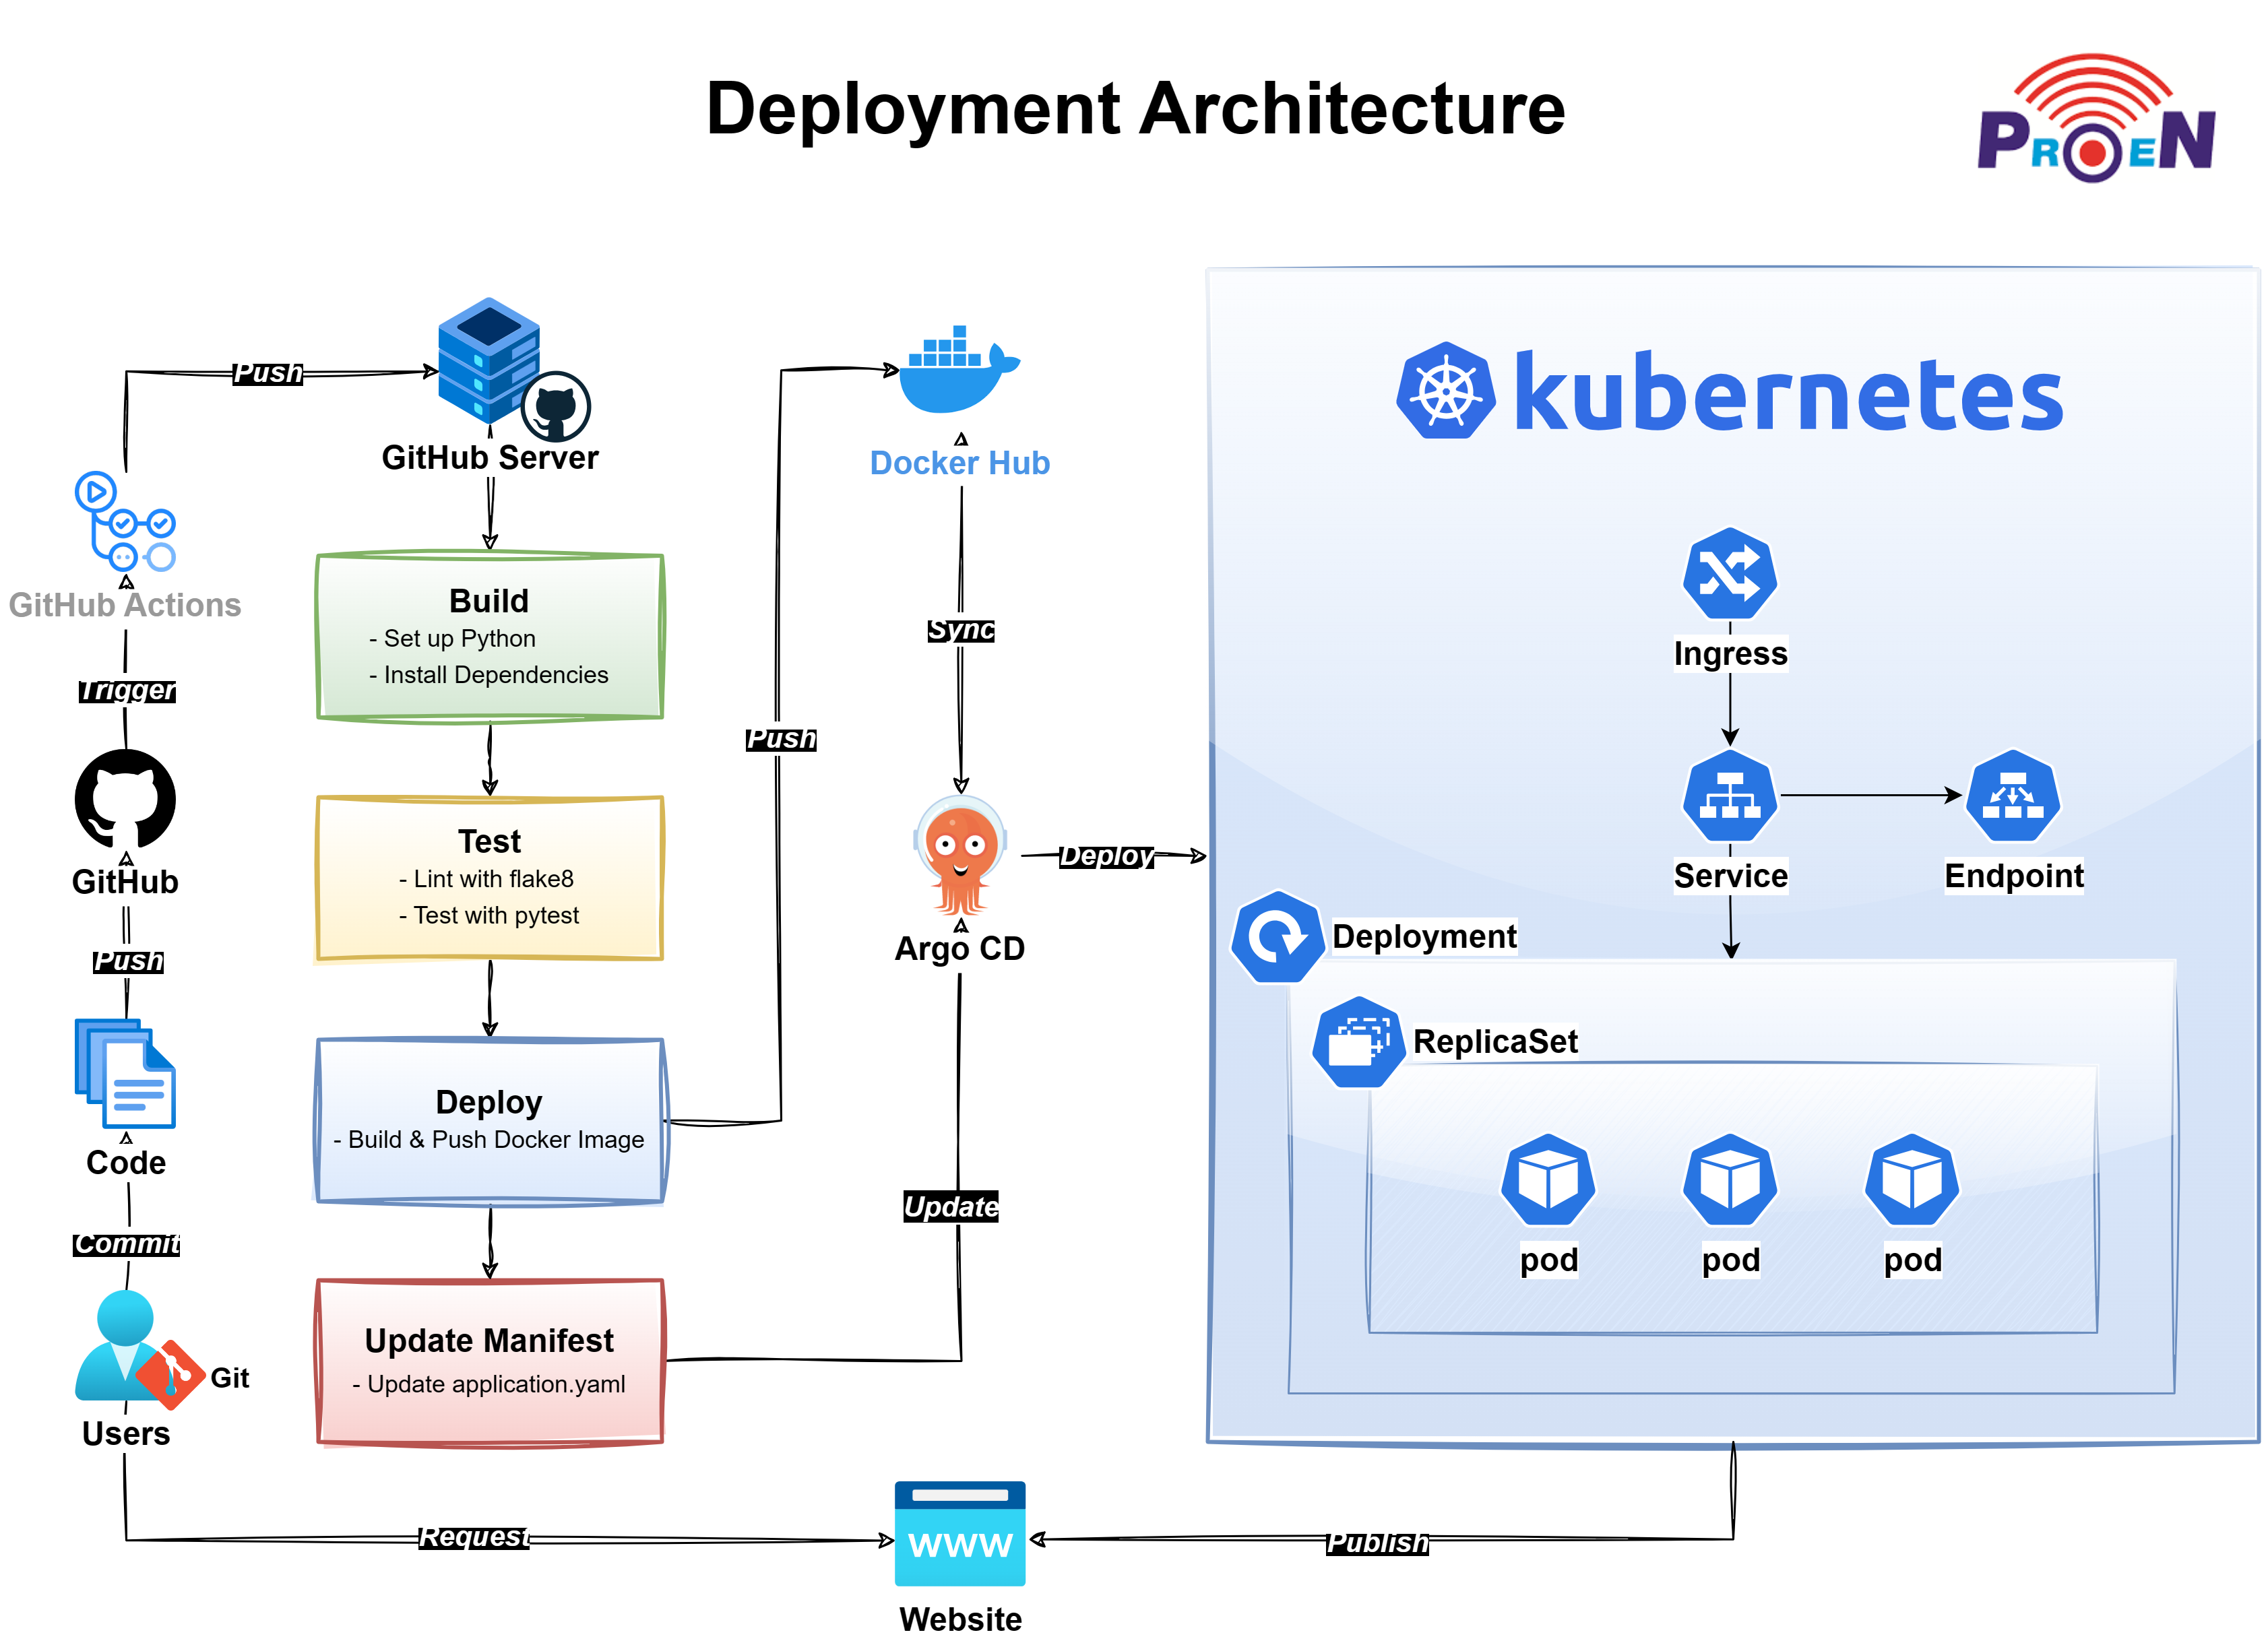 Deployment Architecture
PROEN
Push
GitHub Server
GitHub Actions
Trigger
GitHub
Push
Code
Commit
Git
Users
Build
- Set up Python
- Install Dependencies
Test
- Lint with flake8
- Test with pytest
Deploy
- Build & Push Docker Image
Update Manifest
- Update application.yaml
Push
Docker Hub
Sync
Argo CD
Update
Deploy
kubernetes
Ingress
Service
Endpoint
Deployment
ReplicaSet
pod
pod
pod
Request
www
Publish
Website